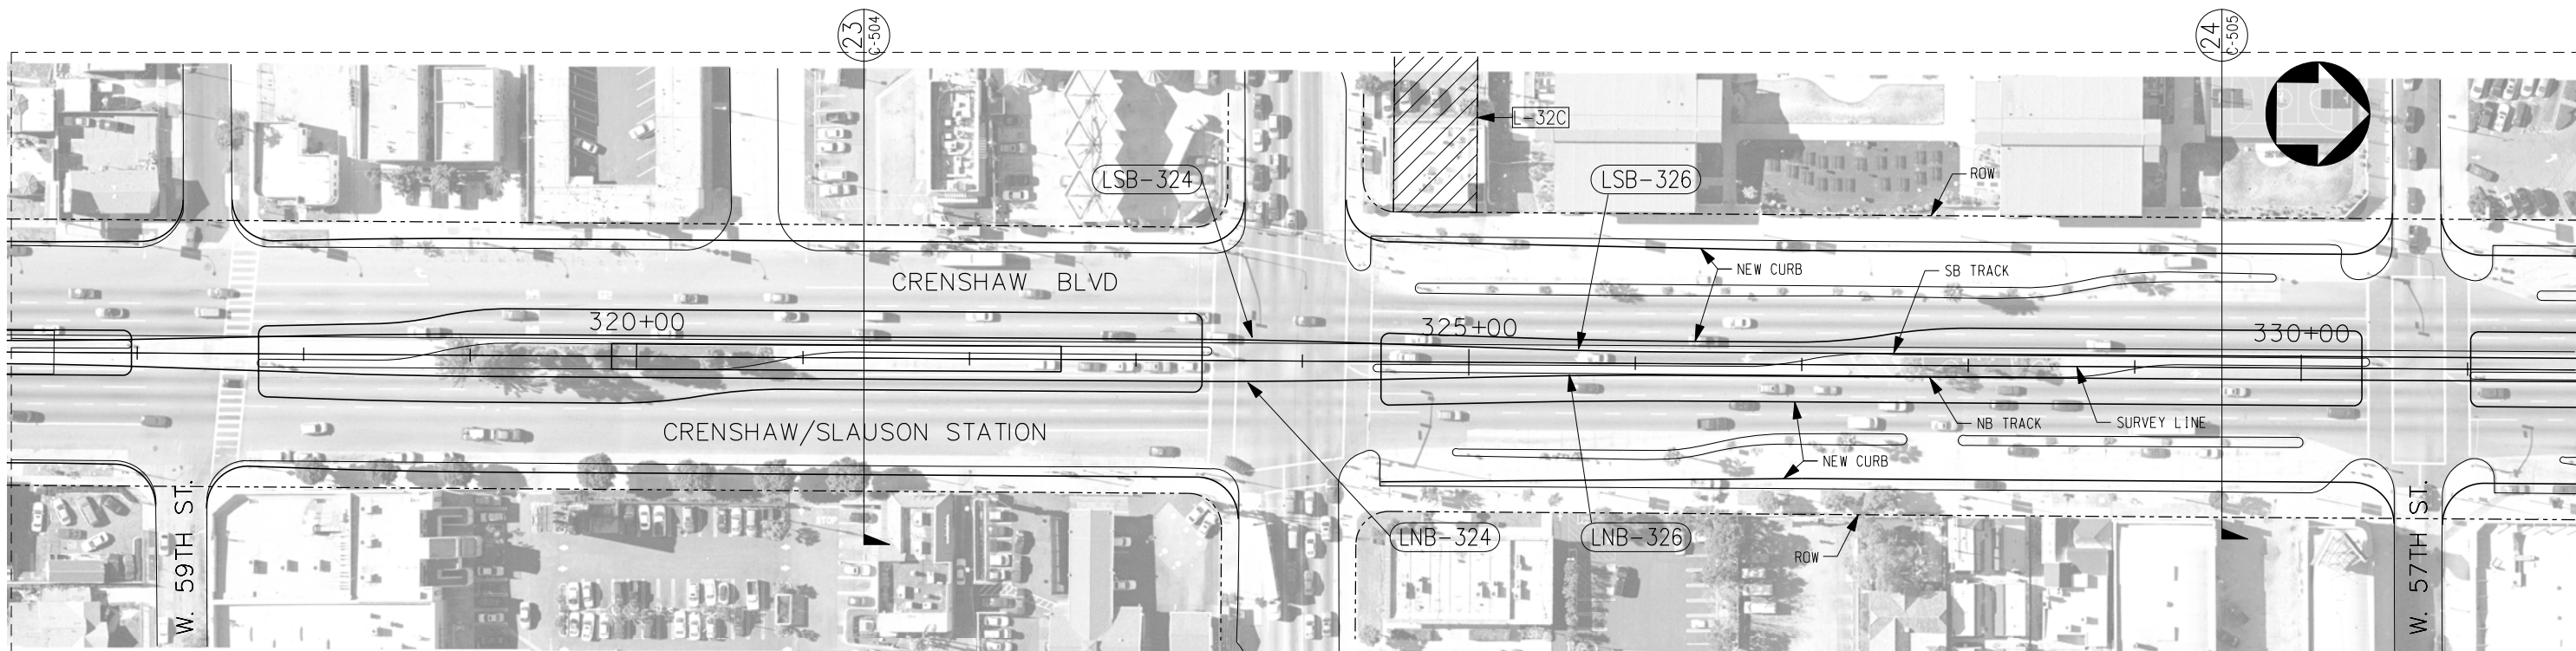 23
C-504
24
C-505
L-32C
LSB-324
LSB-326
ROW
CRENSHAW BLVD
NEW CURB
SB TRACK
320+00
325+00
330+00
CRENSHAW/SLAUSON STATION
NB TRACK
SURVEY LINE
NEW CURB
W. 59TH ST.
W. 57TH ST.
STOP
LNB-324
LNB-326
ROW